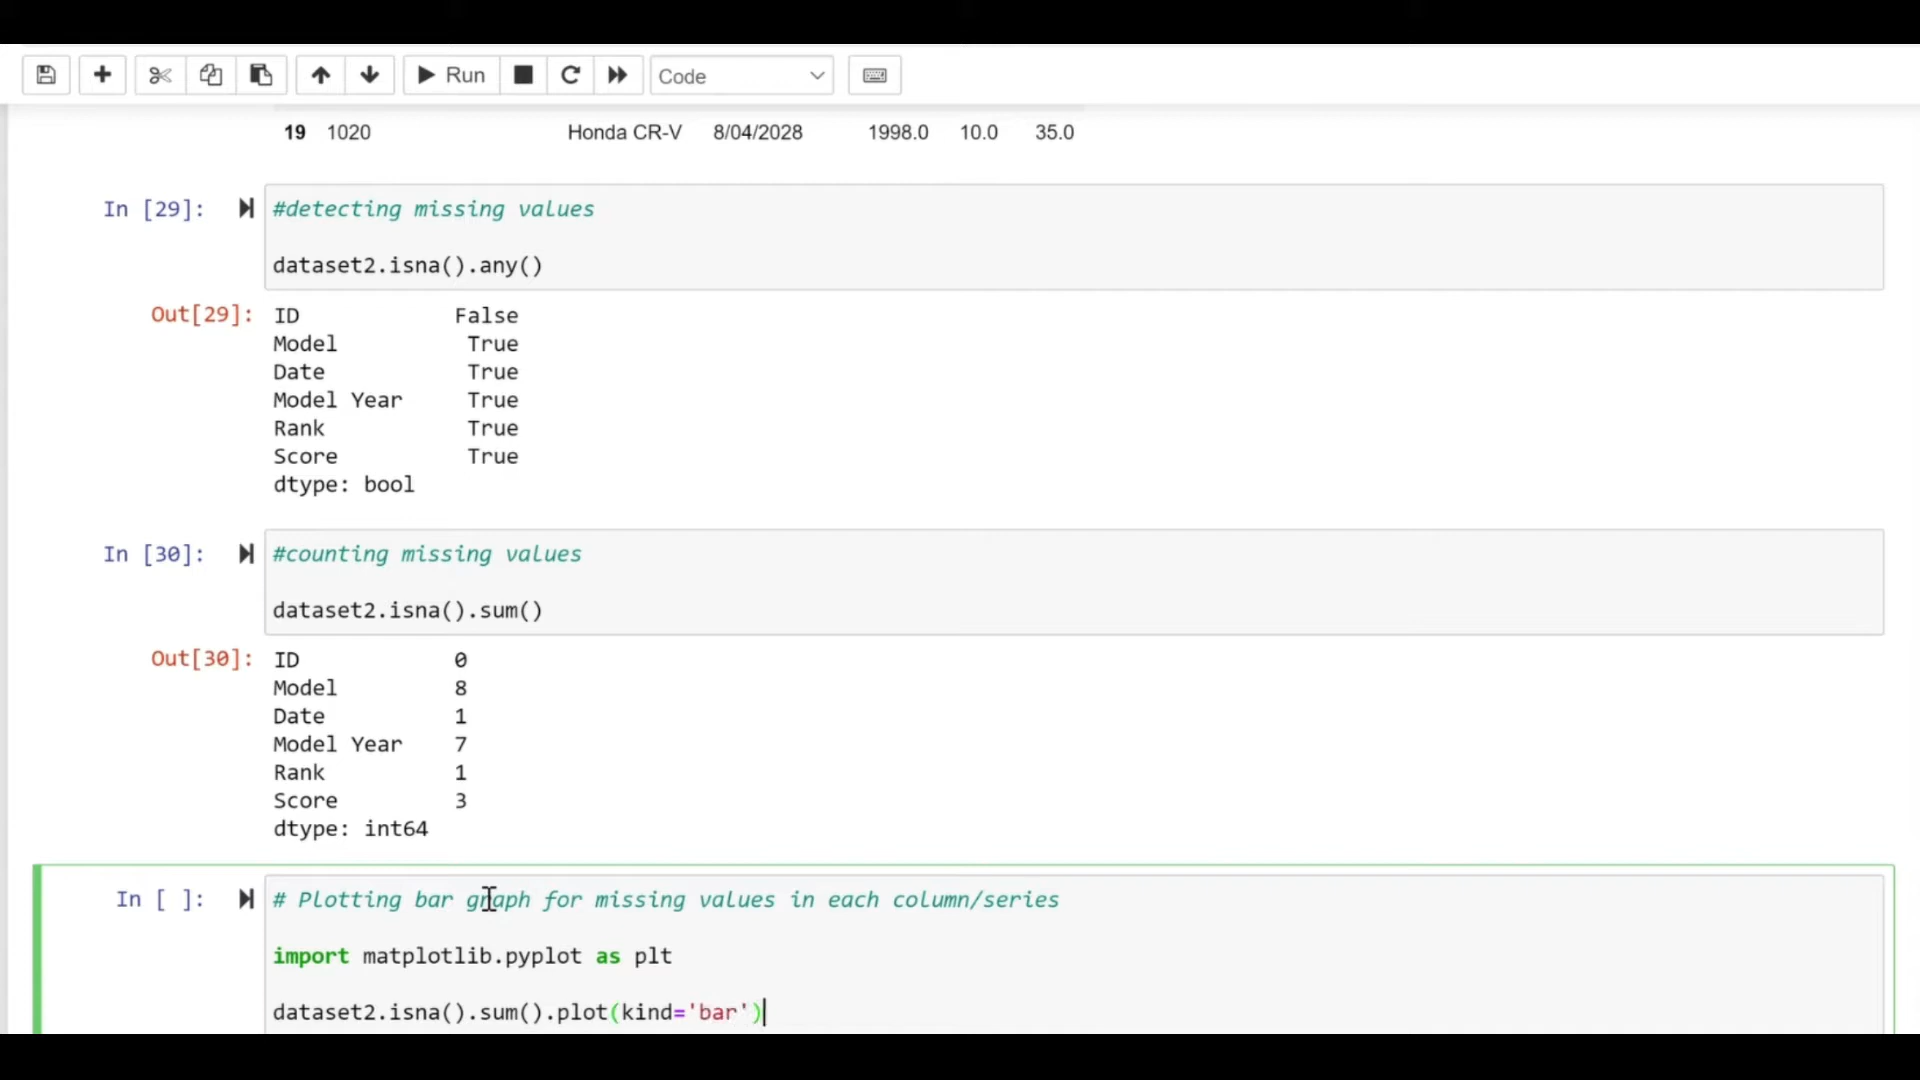 Run Code
19 1020 Honda CR-V 8/04/2028 1998.0 10.0 35.0
In [29]: #detecting missing values
dataset2.isna().any()
Out[29]: ID False
Model True
Date True
Model Year True
Rank True
Score True
dtype: bool
In [30]: #counting missing values
dataset2.isna().sum()
Out[30]: ID 0
Model 8
Date 1
Model Year 7
Rank 1
Score 3
dtype: int64
In [ ]: # Plotting bar graph for missing values in each column/series
import matplotlib.pyplot as plt
dataset2.isna().sum().plot(kind='bar')